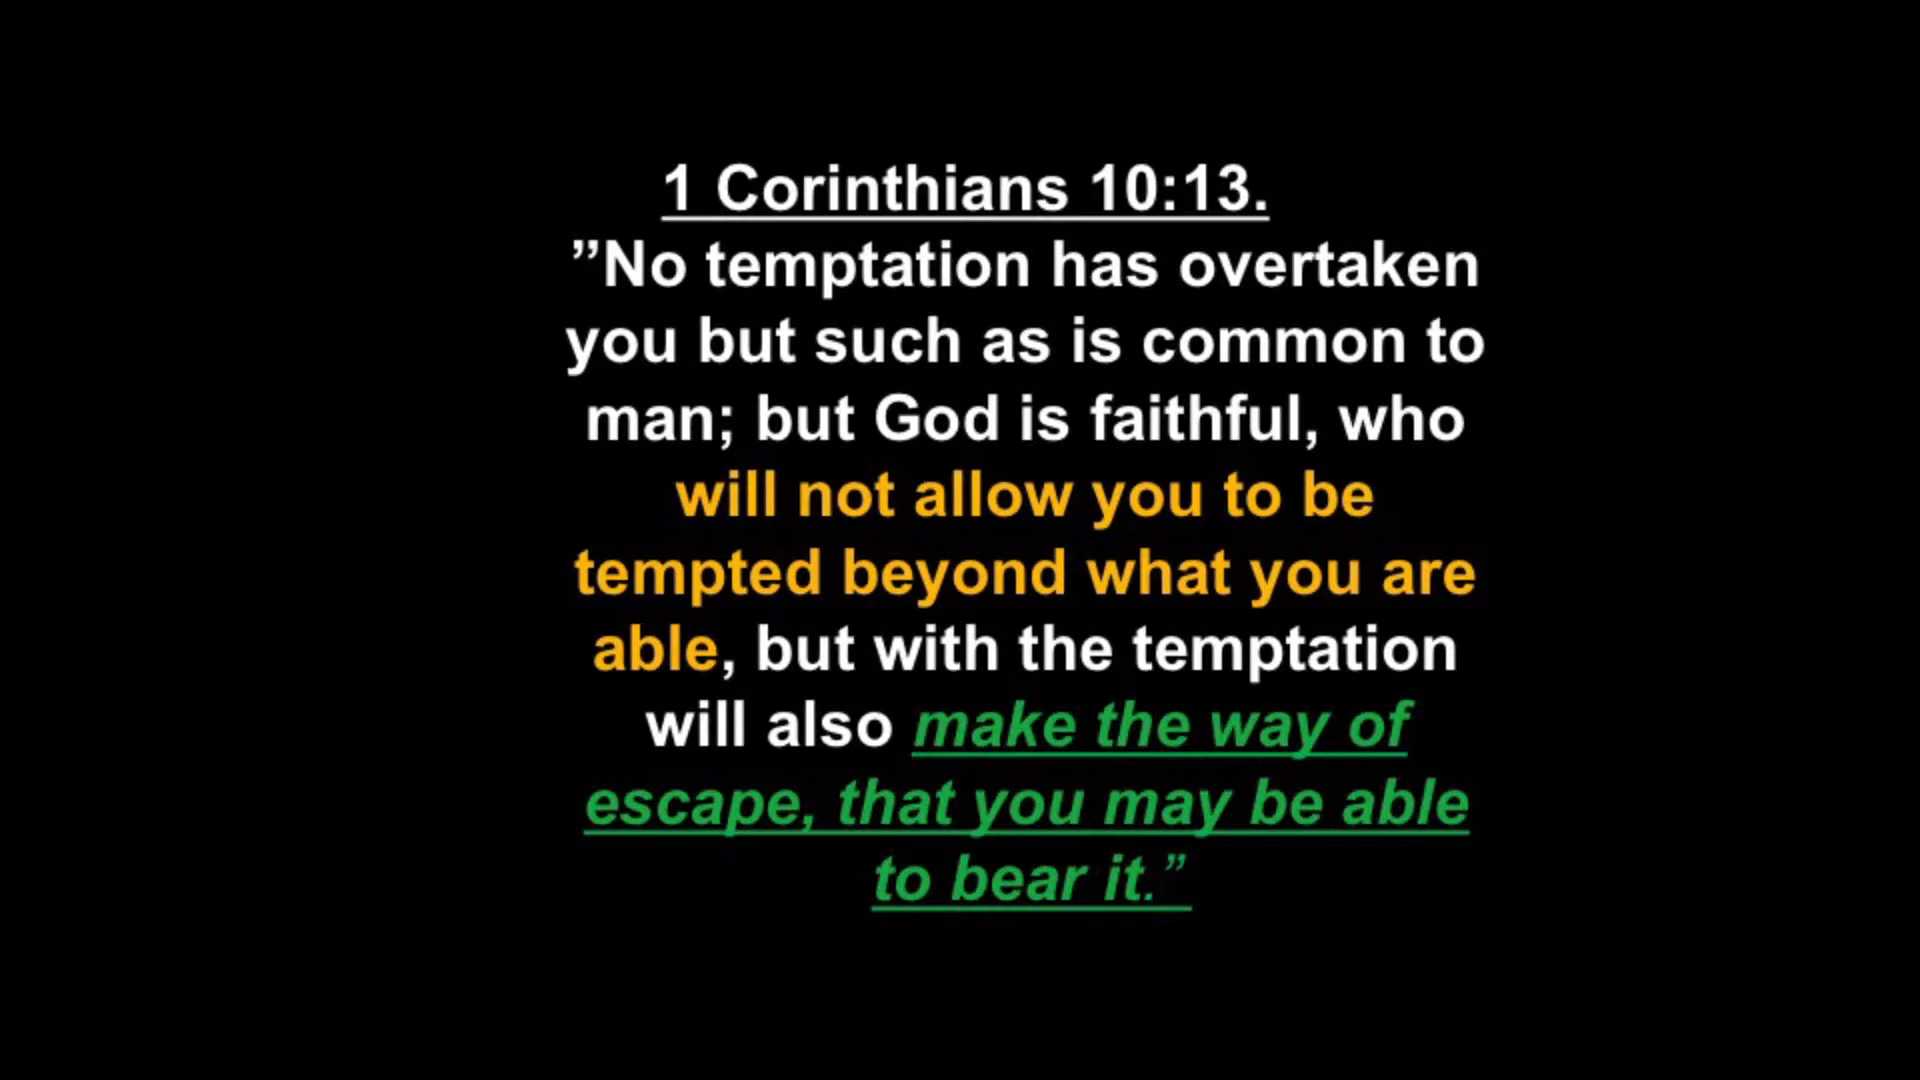 1 Corinthians 10:13.
”No temptation has overtaken
you but such as is common to
man; but God is faithful, who
will not allow you to be
tempted beyond what you are
able, but with the temptation
will also make the way of
escape, that you may be able
to bear it.”